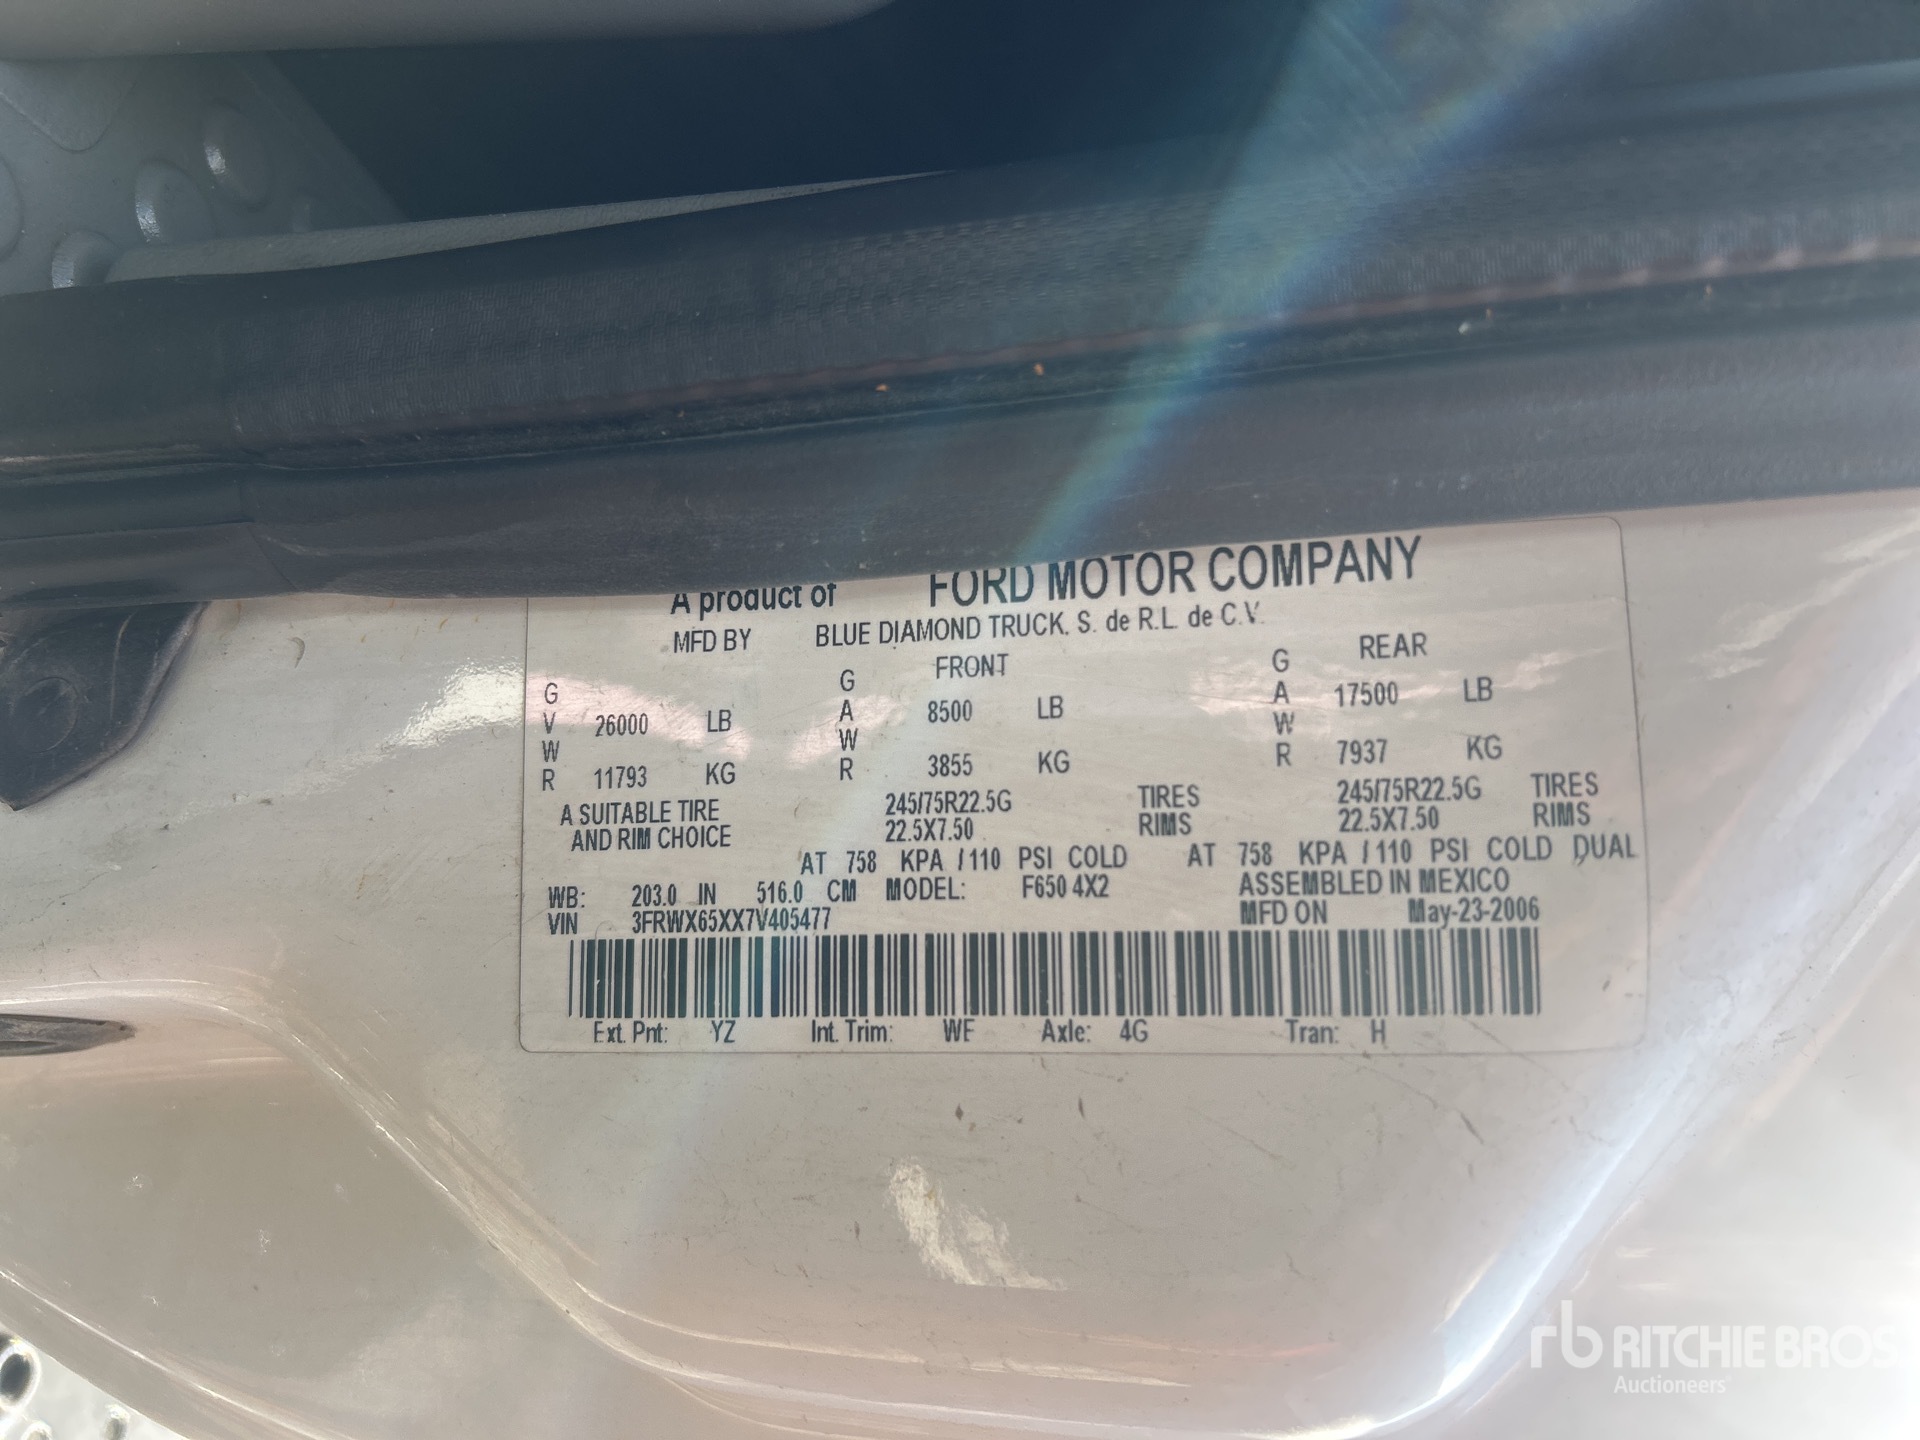 A product of FORD MOTOR COMPANY
MFD BY BLUE DIAMOND TRUCK, S. de R.L. de C.V.
GVWR 26000 LB 11793 KG
FRONT GAWR 8500 LB 3855 KG
REAR GAWR 17500 LB 7937 KG
A SUITABLE TIRE 245/75R22.5G TIRES 245/75R22.5G TIRES
AND RIM CHOICE 22.5X7.50 RIMS 22.5X7.50 RIMS
AT 758 KPA / 110 PSI COLD AT 758 KPA / 110 PSI COLD DUAL
WB: 203.0 IN 516.0 CM MODEL: F650 4X2 ASSEMBLED IN MEXICO
VIN 3FRWX65XX7V405477 MFD ON May-23-2006
Ext. Pnt: YZ Int. Trim: WF Axle: 4G Tran: H
rb RITCHIE BROS
Auctioneers